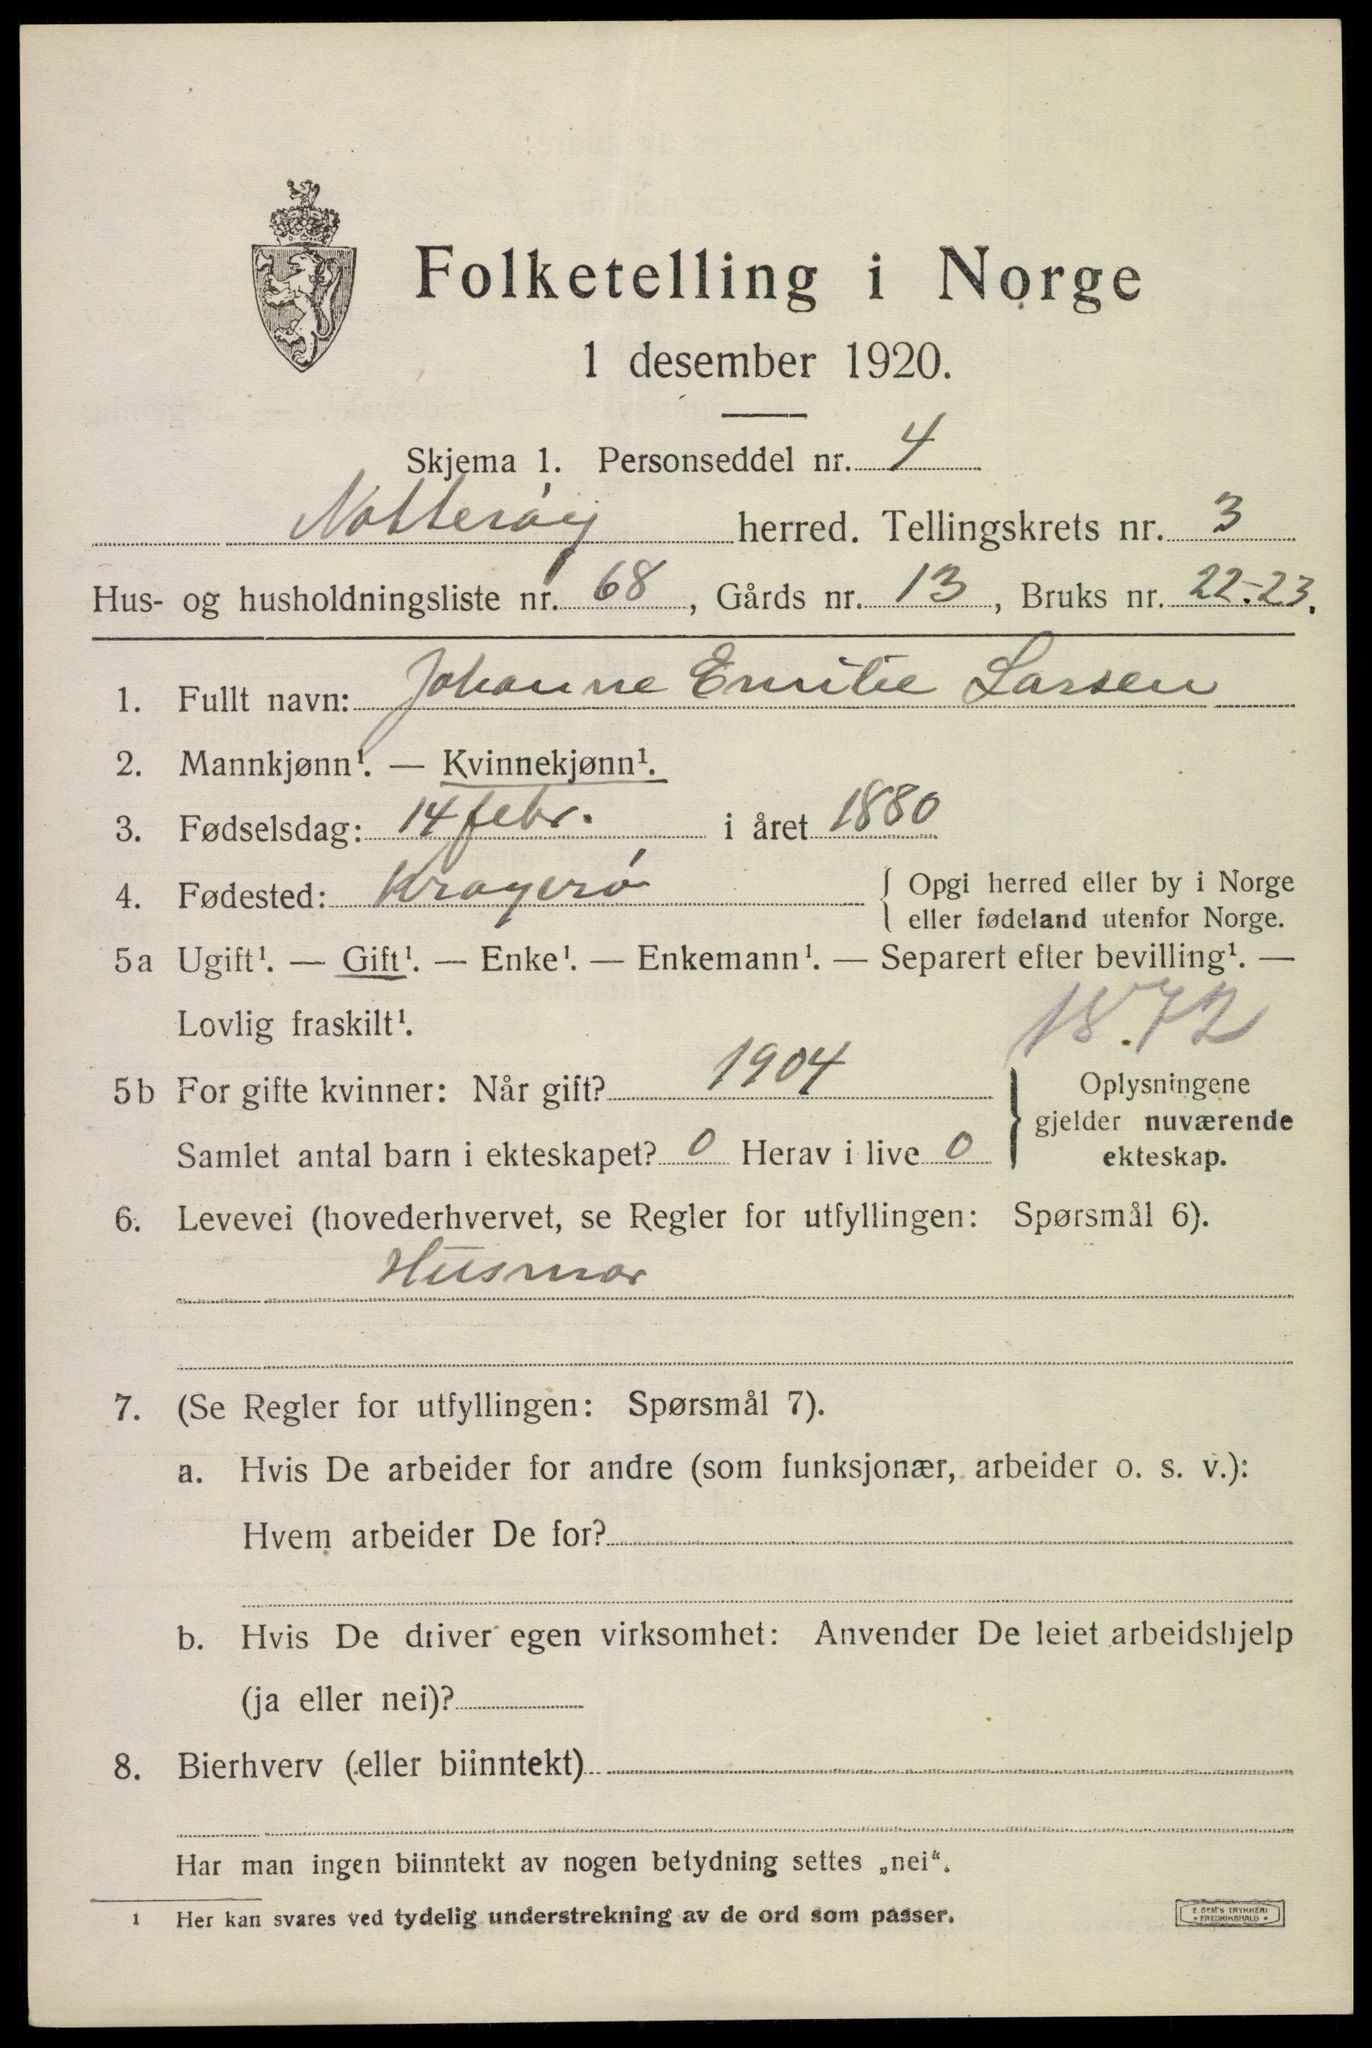 Folketelling i Norge
1 desember 1920.
Skjema 1. Personseddel nr. 4
Nøtterøy herred. Tellingskrets nr. 3
Hus- og husholdningsliste nr. 68, Gårds nr. 13, Bruks nr. 22-23.
1. Fullt navn: Johanne Emilie Larsen
2. Mannkjønn¹. — Kvinnekjønn¹.
3. Fødselsdag: 14 febr. i året 1880
4. Fødested: Kragerø { Opgi herred eller by i Norge
eller fødeland utenfor Norge.
5a Ugift¹. — Gift¹. — Enke¹. — Enkemann¹. — Separert efter bevilling¹. —
Lovlig fraskilt¹.
1872
5b For gifte kvinner: Når gift? 1904
Samlet antal barn i ekteskapet? 0 Herav i live 0
} Oplysningene
gjelder nuværende
ekteskap.
6. Levevei (hovederhvervet, se Regler for utfyllingen: Spørsmål 6).
Husmor
7. (Se Regler for utfyllingen: Spørsmål 7).
a. Hvis De arbeider for andre (som funksjonær, arbeider o. s. v.):
Hvem arbeider De for?
b. Hvis De driver egen virksomhet: Anvender De leiet arbeidshjelp
(ja eller nei)?
8. Bierhverv (eller biinntekt)
Har man ingen biinntekt av nogen betydning settes „nei“.
1 Her kan svares ved tydelig understrekning av de ord som passer.
E. SEM'S TRYKKERI
* FREDRIKSHALD *